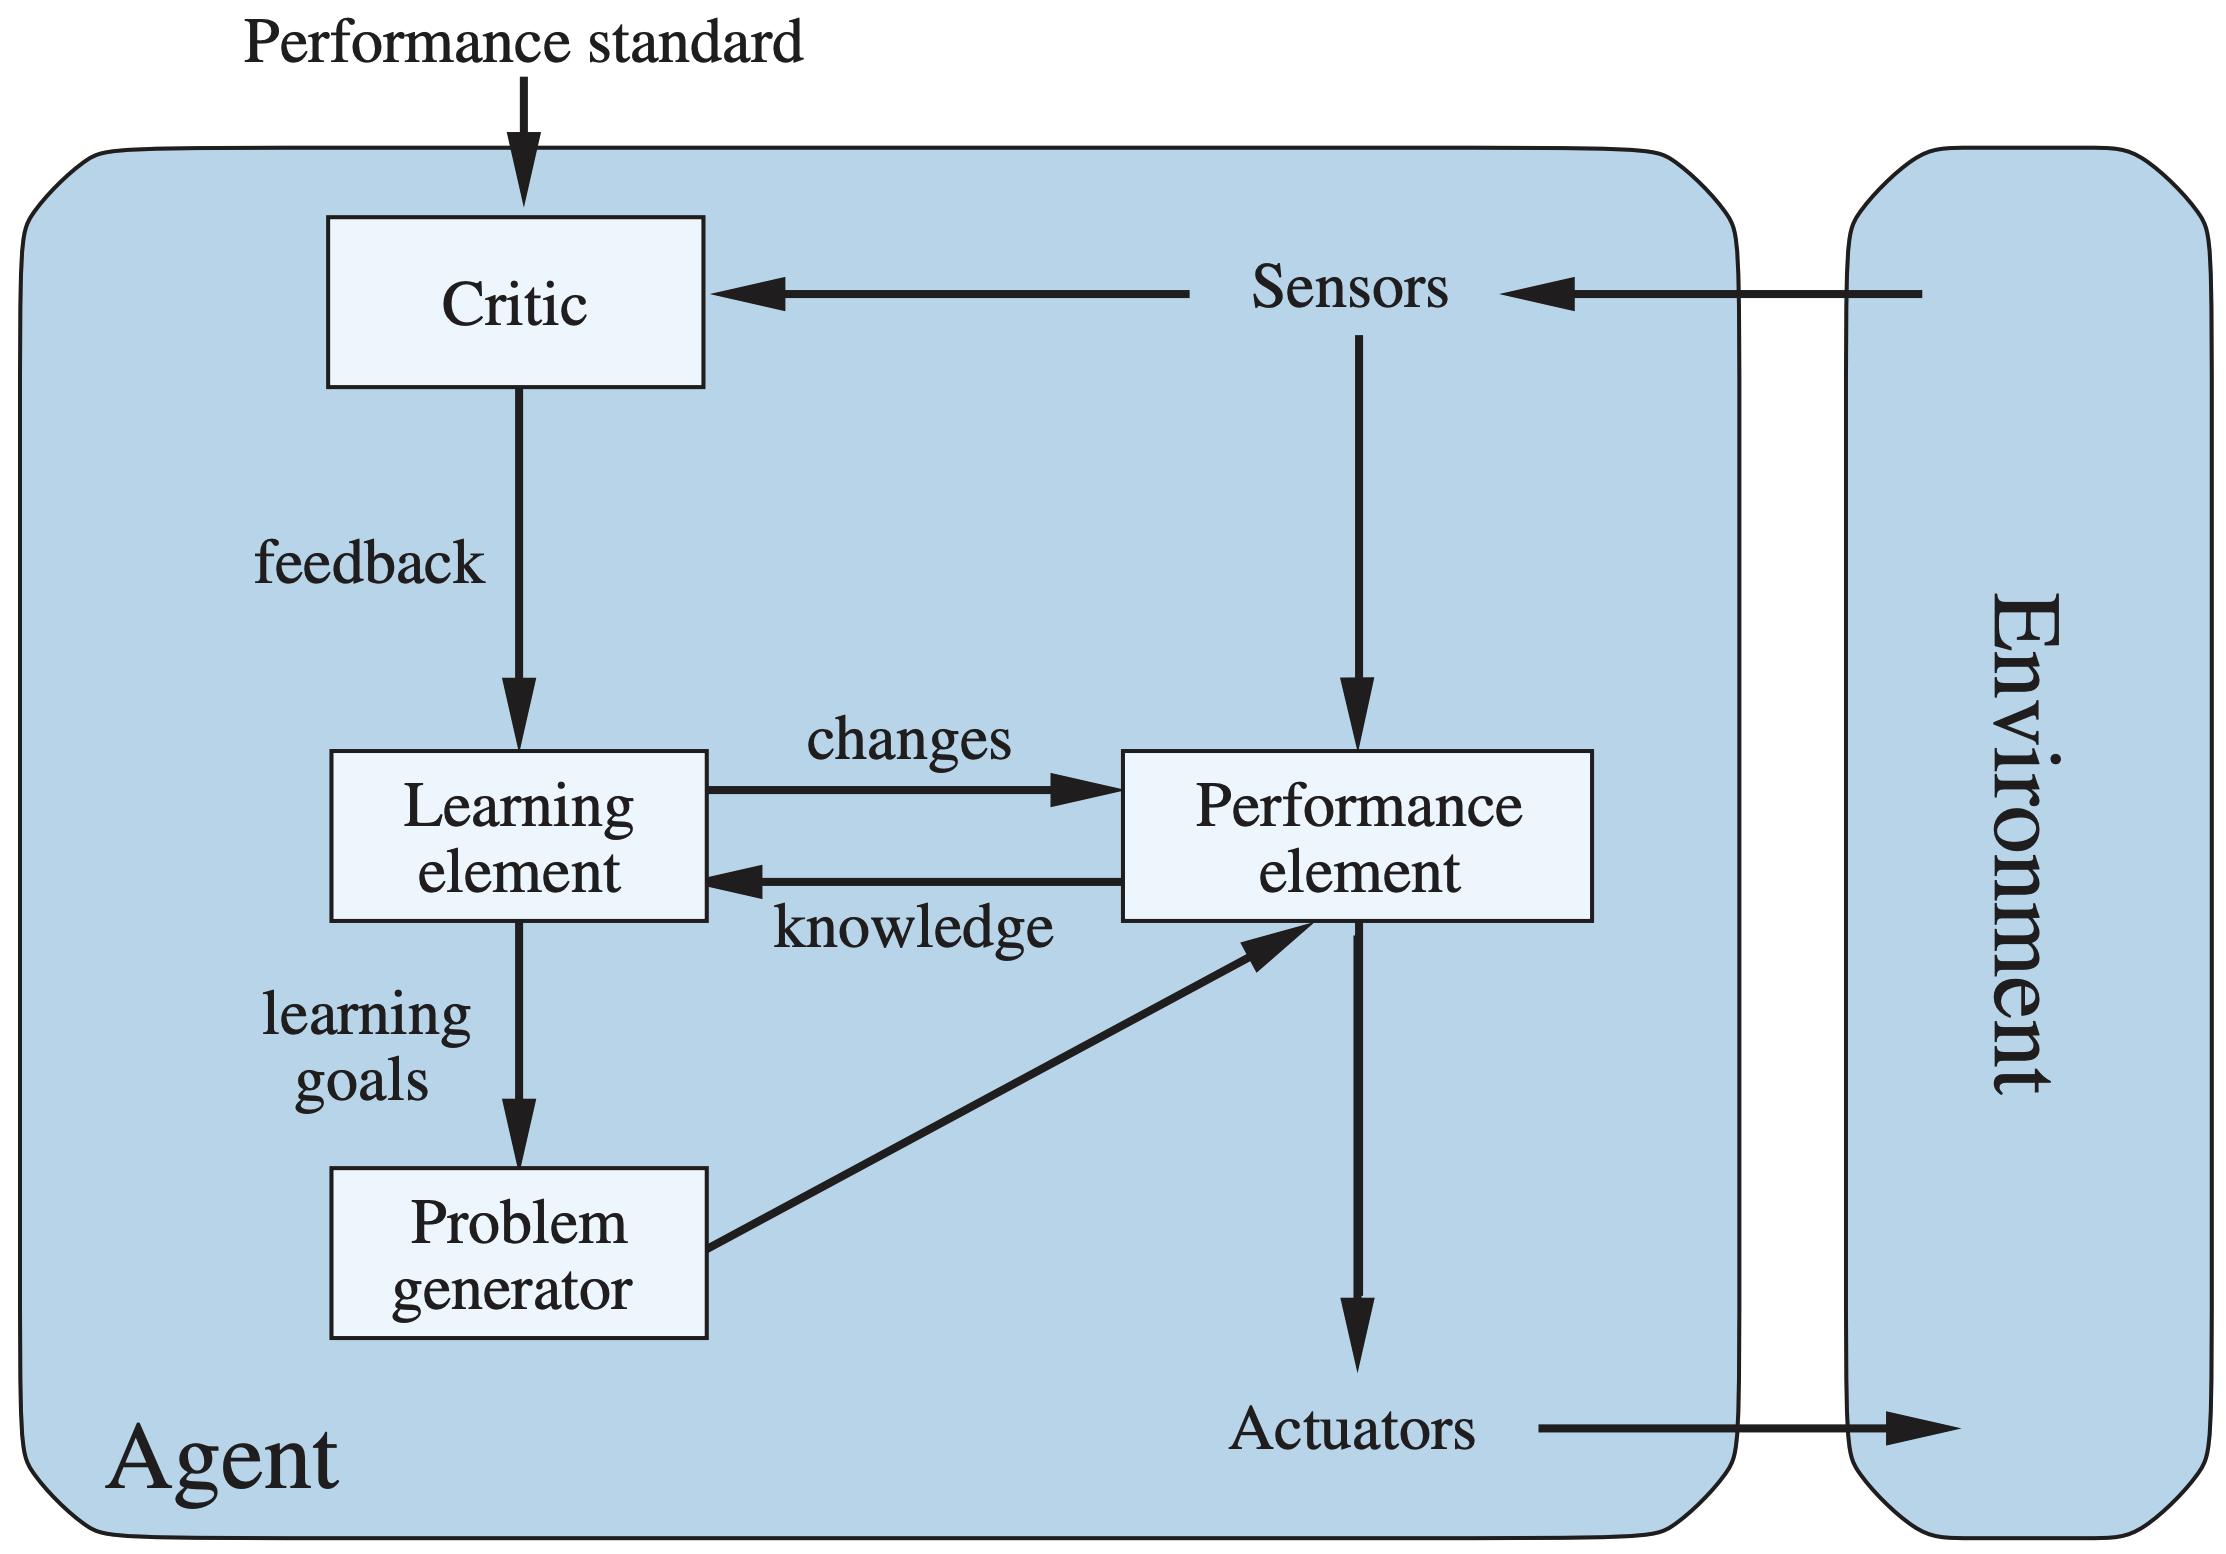 Performance standard
Critic
Sensors
feedback
changes
Learning
element
Performance
element
knowledge
learning
goals
Problem
generator
Actuators
Agent
Environment